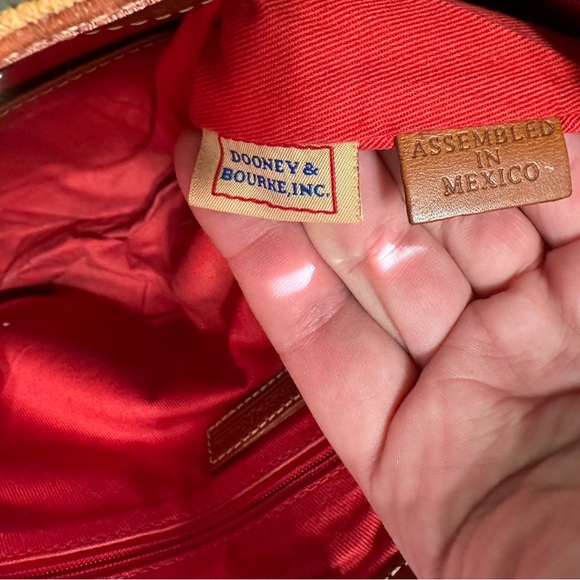 DOONEY &
BOURKE, INC.
ASSEMBLED
IN
MEXICO